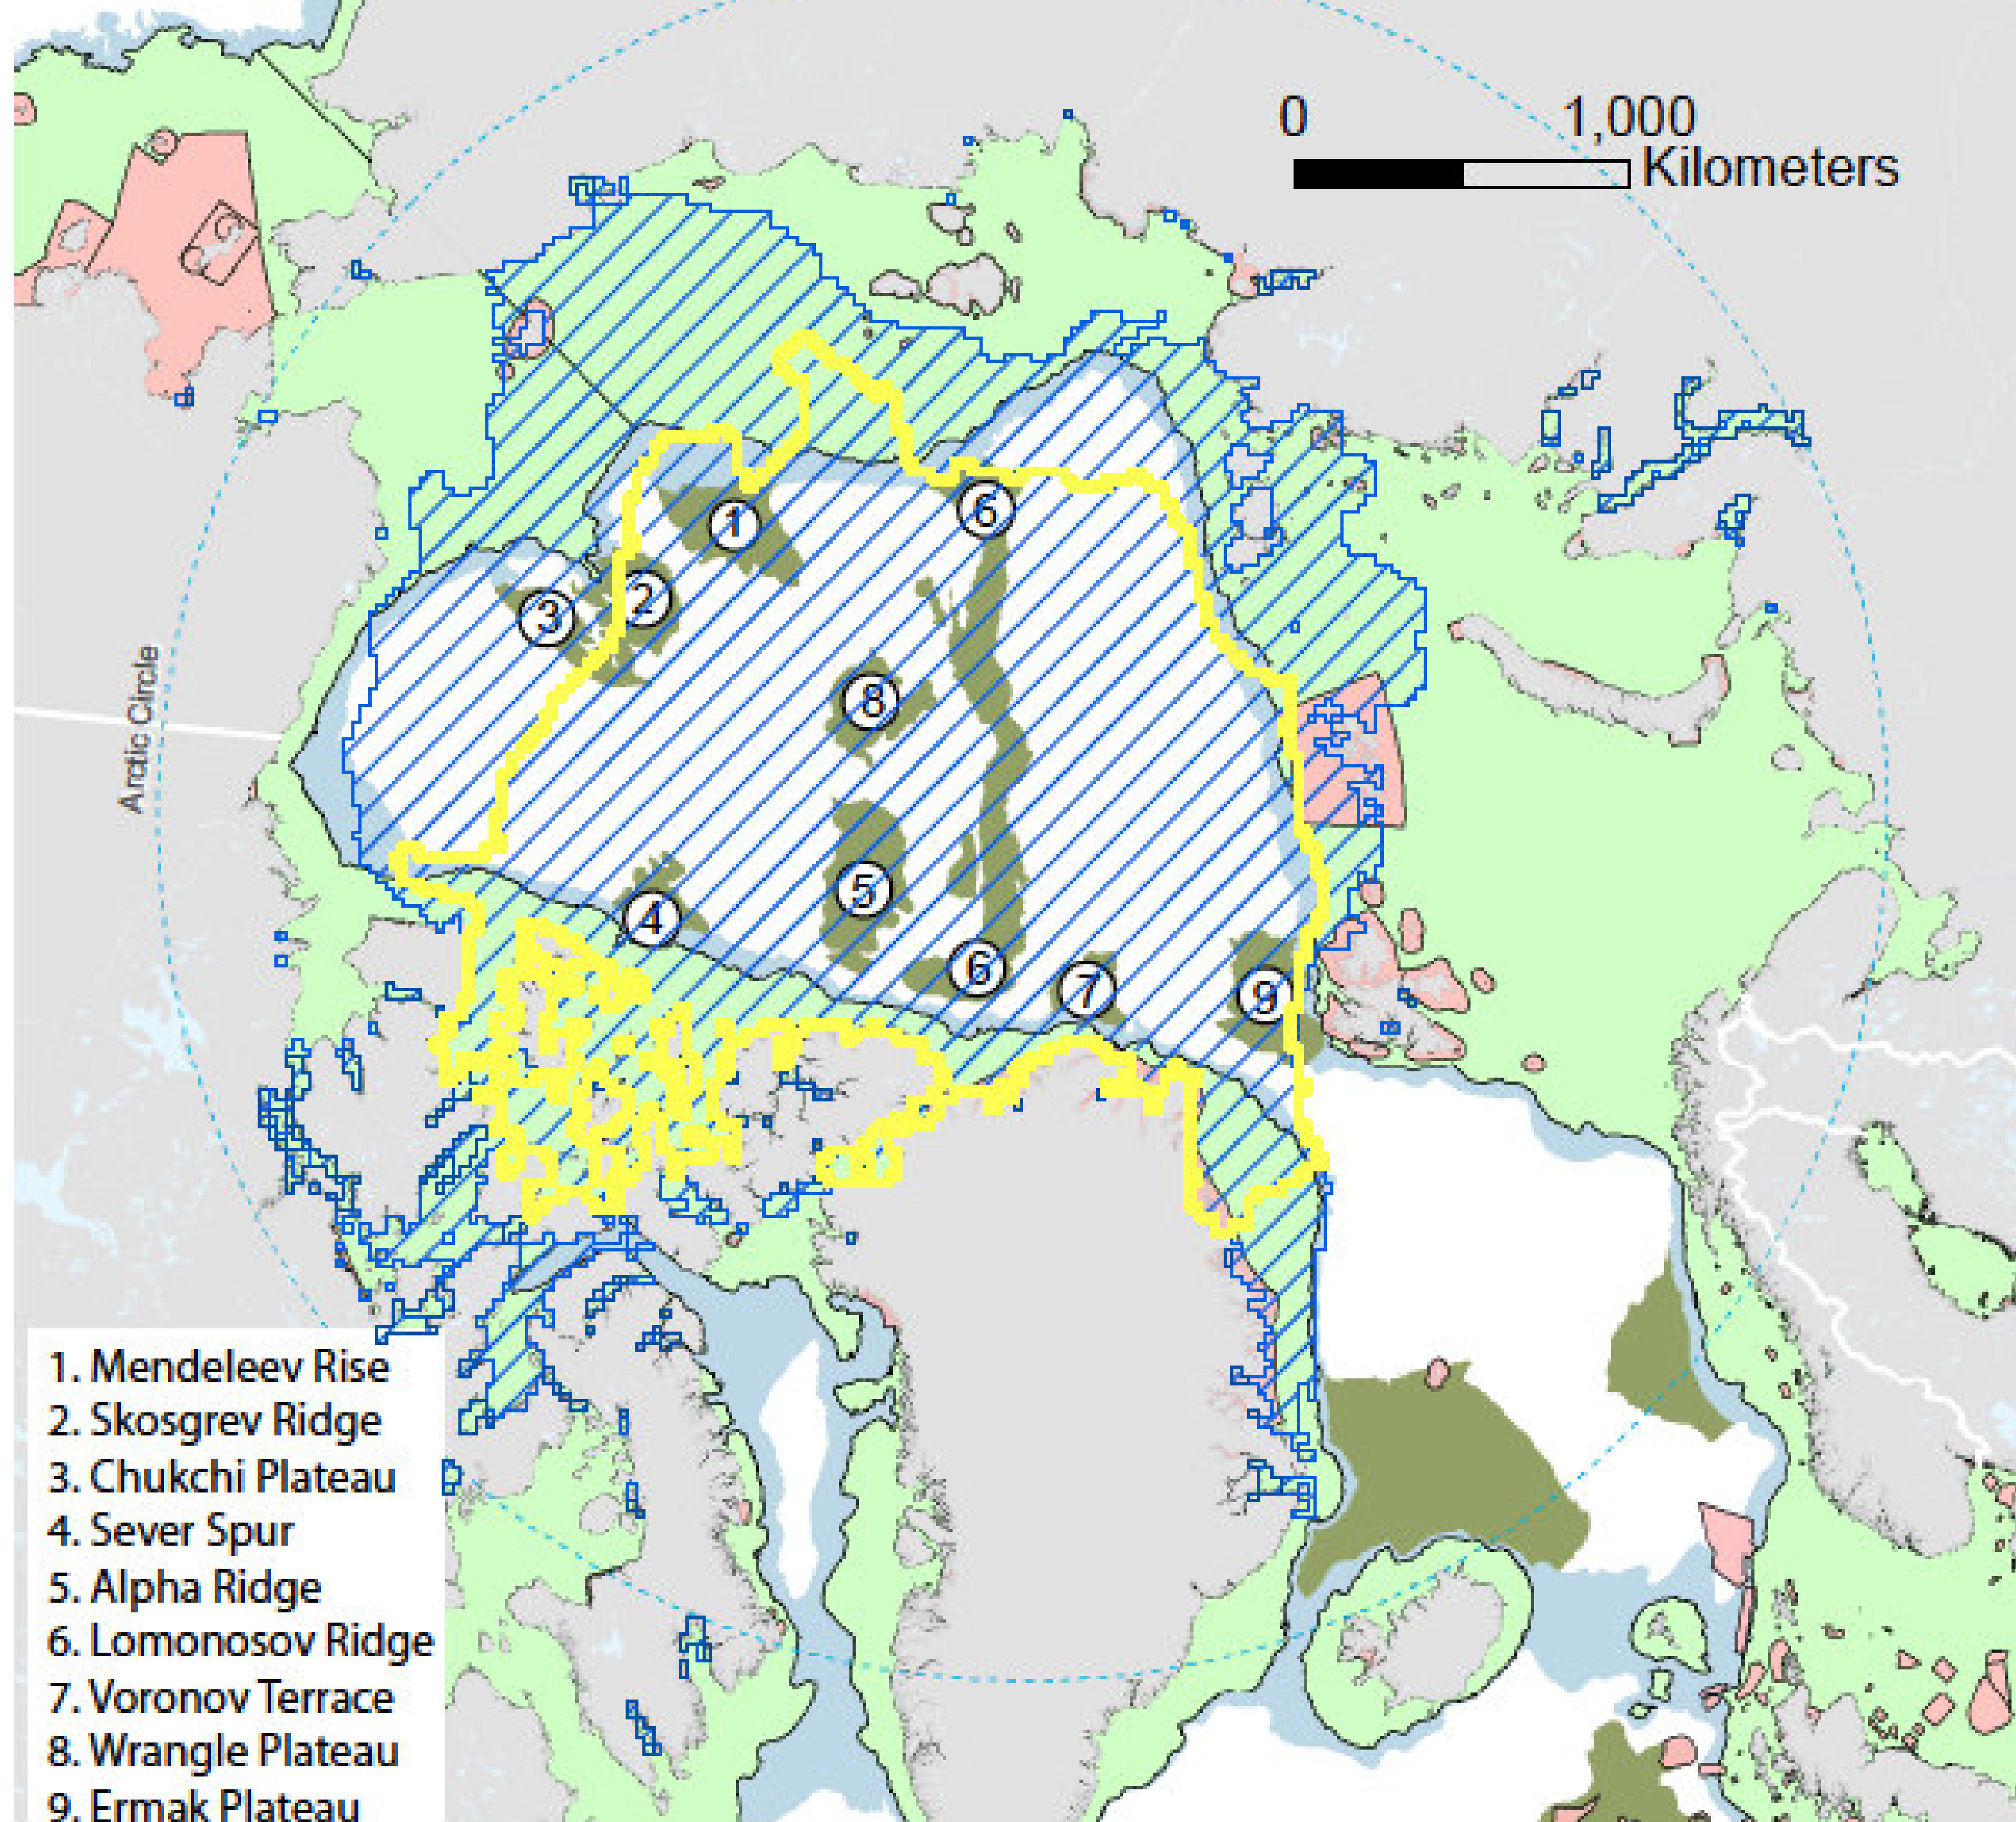 0 1,000
Kilometers
1
6
2
3
8
Arctic Circle
5
4
6
7
9
1. Mendeleev Rise
2. Skosgrev Ridge
3. Chukchi Plateau
4. Sever Spur
5. Alpha Ridge
6. Lomonosov Ridge
7. Voronov Terrace
8. Wrangle Plateau
9. Ermak Plateau